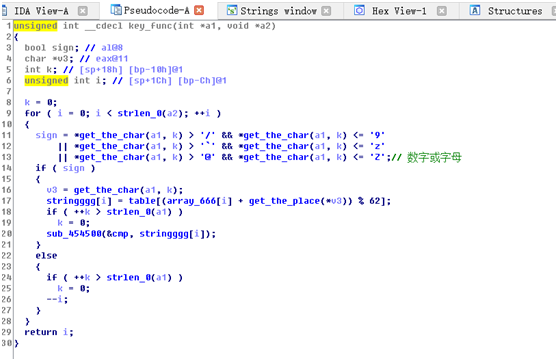 IDA View-A Pseudocode-A Strings window Hex View-1 Structures
1 unsigned int __cdecl key_func(int *a1, void *a2)
2 {
3 bool sign; // al@8
4 char *v3; // eax@11
5 int k; // [sp+18h] [bp-10h]@1
6 unsigned int i; // [sp+1Ch] [bp-Ch]@1
7
8 k = 0;
9 for ( i = 0; i < strlen_0(a2); ++i )
10 {
11 sign = *get_the_char(a1, k) > '/' && *get_the_char(a1, k) <= '9'
12 || *get_the_char(a1, k) > '`' && *get_the_char(a1, k) <= 'z'
13 || *get_the_char(a1, k) > '@' && *get_the_char(a1, k) <= 'Z';// 数字或字母
14 if ( sign )
15 {
16 v3 = get_the_char(a1, k);
17 stringggg[i] = table[(array_666[i] + get_the_place(*v3)) % 62];
18 if ( ++k > strlen_0(a1) )
19 k = 0;
20 sub_454500(&cmp, stringggg[i]);
21 }
22 else
23 {
24 if ( ++k > strlen_0(a1) )
25 k = 0;
26 --i;
27 }
28 }
29 return i;
30 }